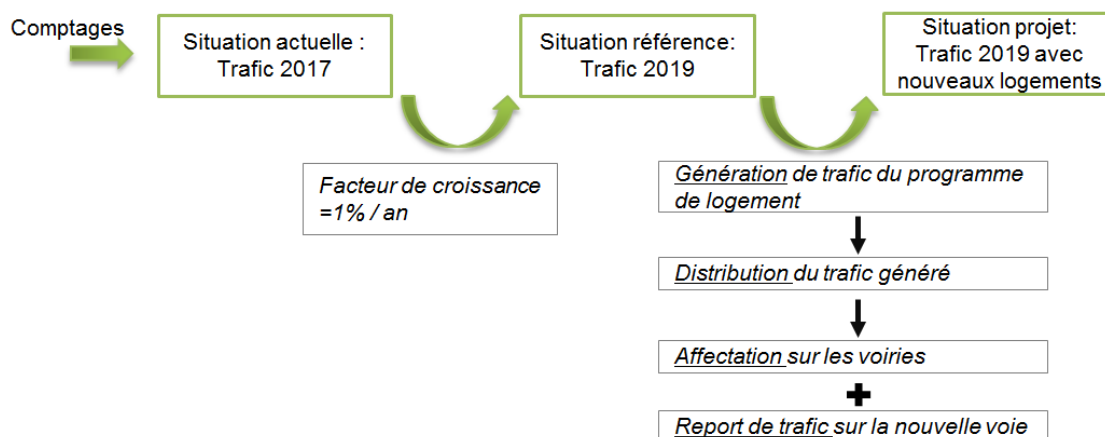 Comptages
Situation actuelle :
Trafic 2017
Situation référence:
Trafic 2019
Situation projet:
Trafic 2019 avec
nouveaux logements
Facteur de croissance
=1% / an
Génération de trafic du programme
de logement
Distribution du trafic généré
Affectation sur les voiries
Report de trafic sur la nouvelle voie